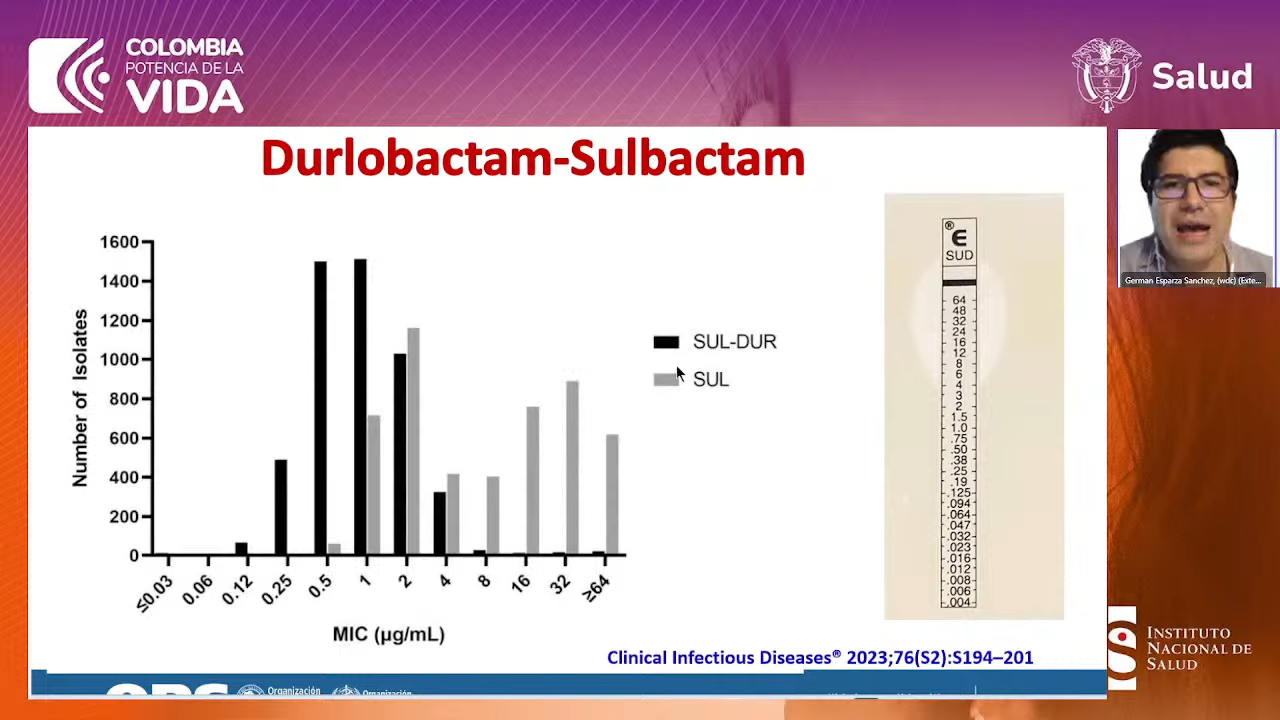 COLOMBIA
POTENCIA DE LA
VIDA
Salud
Durlobactam-Sulbactam
German Esparza Sanchez, (wdc) (Exte...
1600
1400
1200
1000
800
600
400
200
0
Number of Isolates
≤0.03
0.06
0.12
0.25
0.5
1
2
4
8
16
32
≥64
MIC (µg/mL)
SUL-DUR
SUL
®
E
SUD
64
48
32
24
16
12
8
6
4
3
2
1.5
1.0
.75
.50
.38
.25
.19
.125
.094
.064
.047
.032
.023
.016
.012
.008
.006
.004
Clinical Infectious Diseases® 2023;76(S2):S194–201
INSTITUTO
NACIONAL DE
SALUD
OPS
Organización
Organización